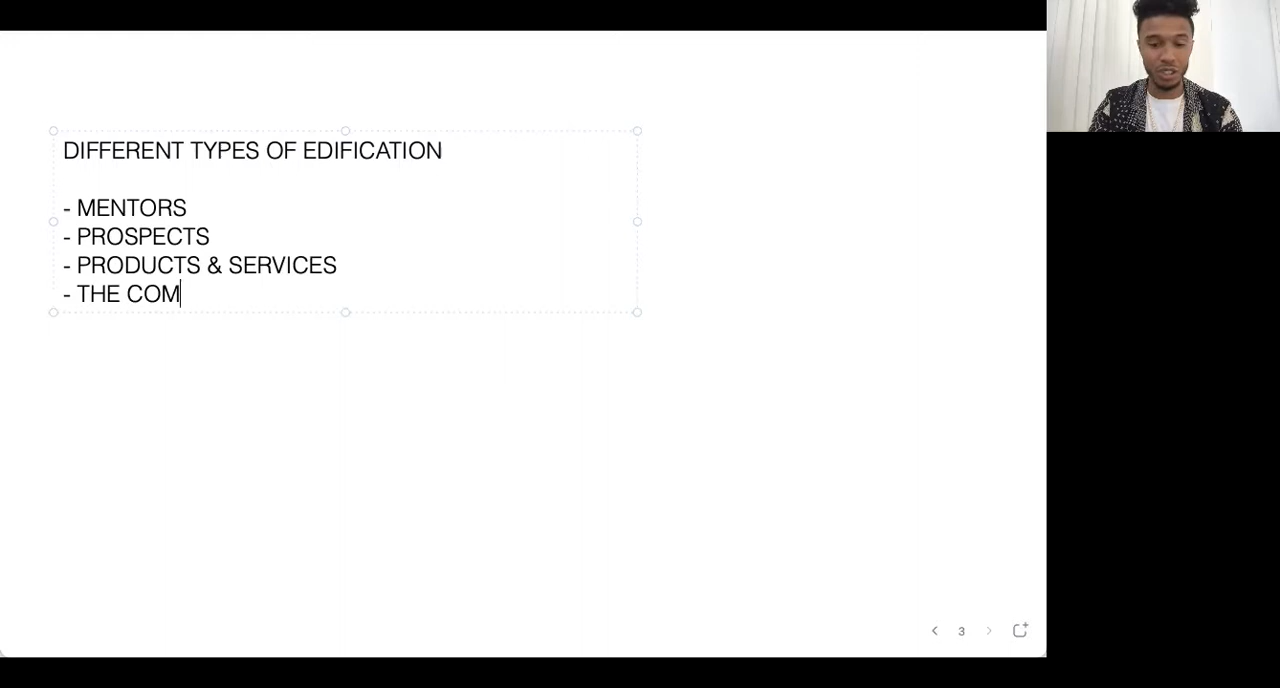 DIFFERENT TYPES OF EDIFICATION
- MENTORS
- PROSPECTS
- PRODUCTS & SERVICES
- THE COM
3